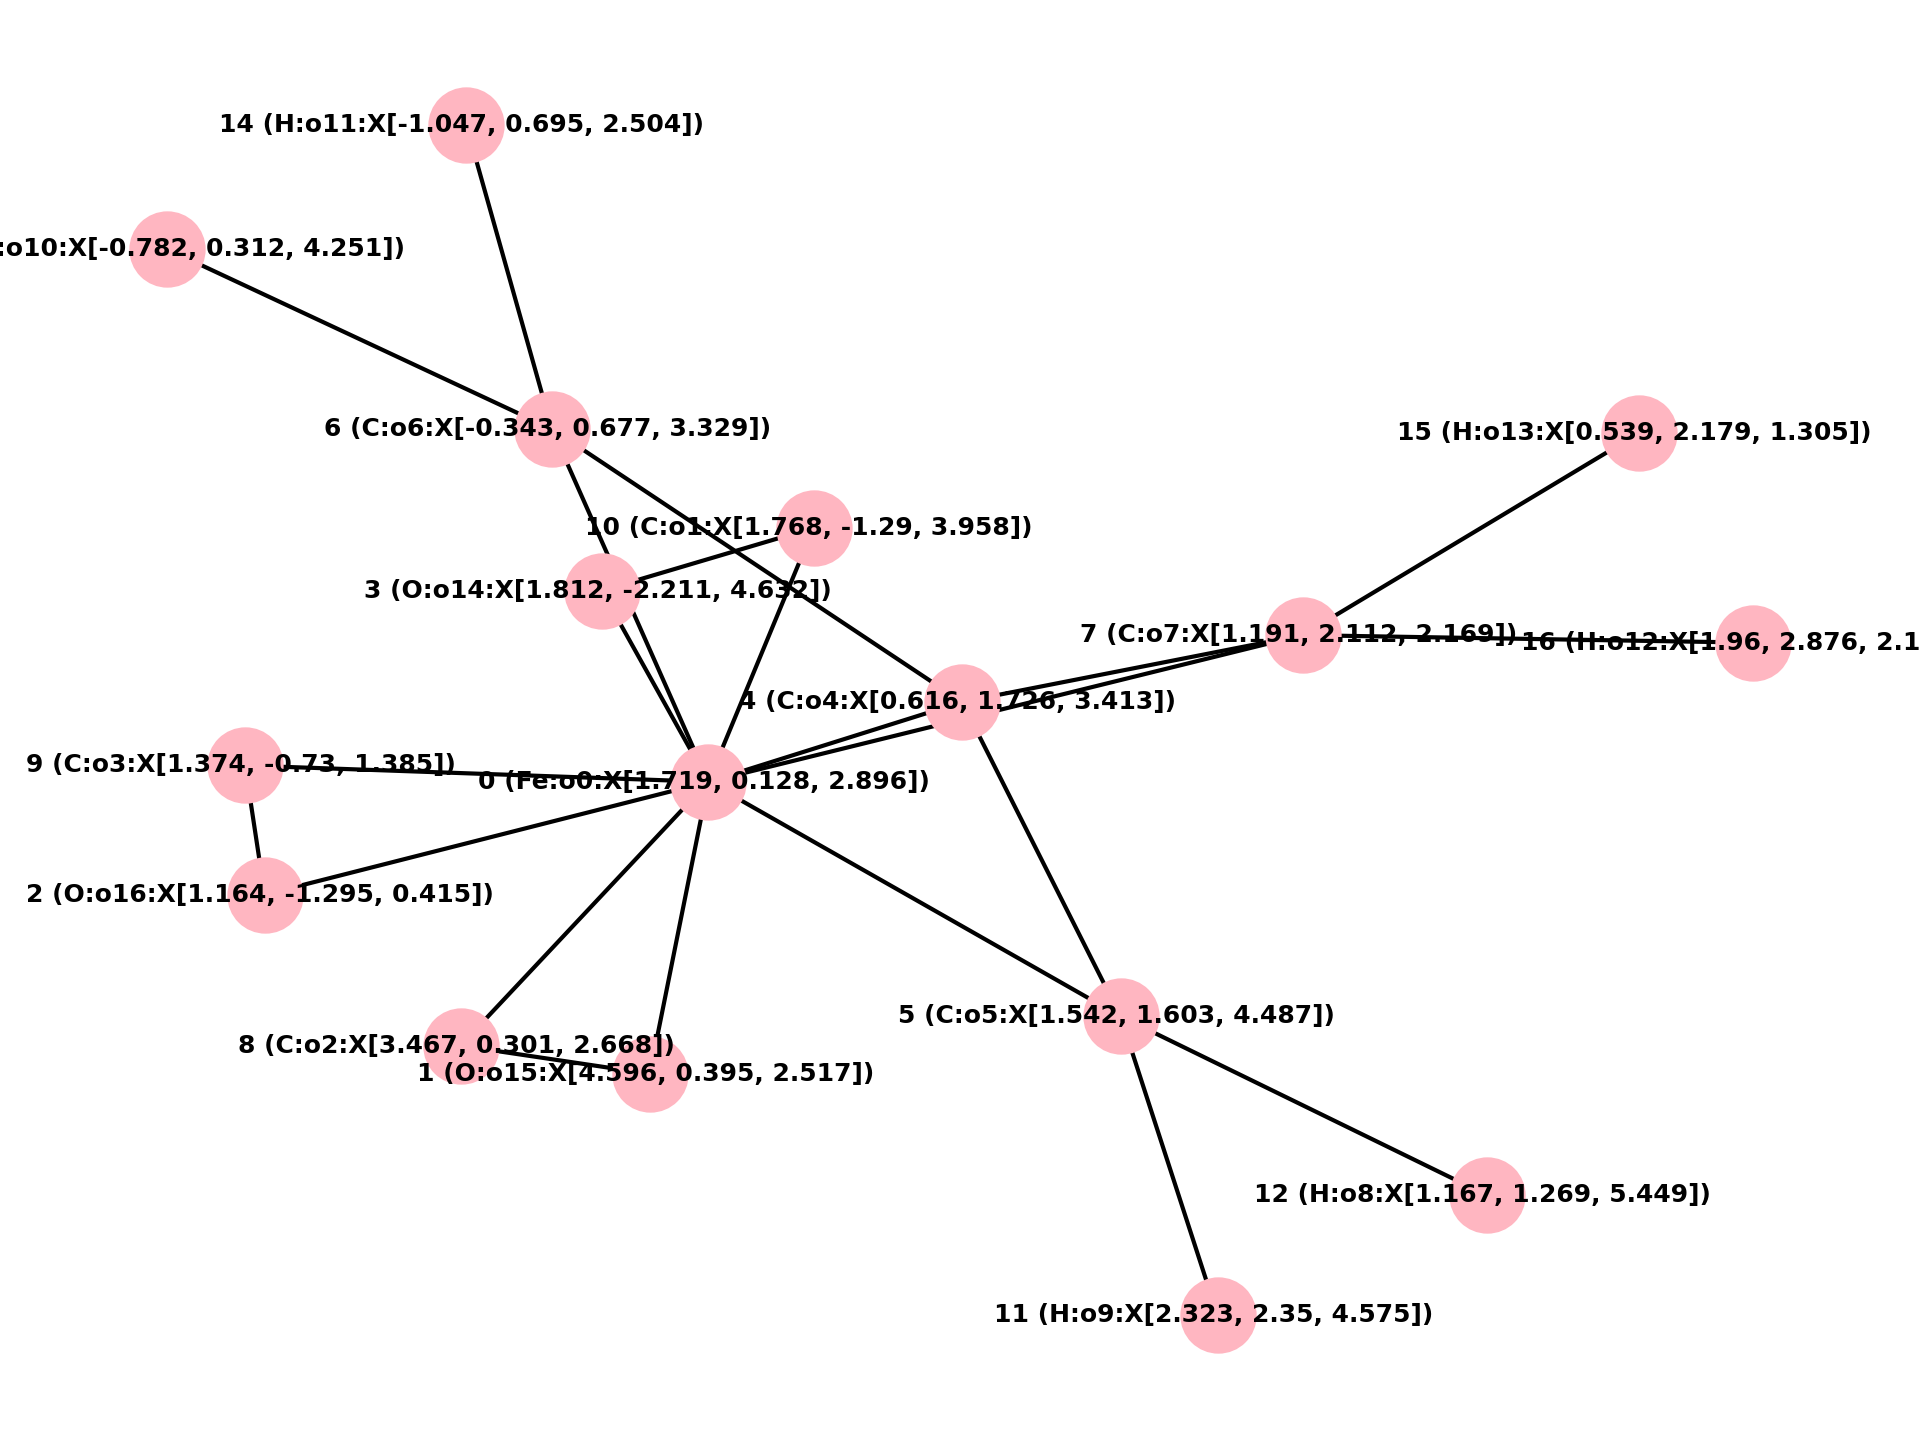 14 (H:o11:X[-1.047, 0.695, 2.504])
:o10:X[-0.782, 0.312, 4.251])
6 (C:o6:X[-0.343, 0.677, 3.329])
15 (H:o13:X[0.539, 2.179, 1.305])
10 (C:o1:X[1.768, -1.29, 3.958])
3 (O:o14:X[1.812, -2.211, 4.632])
7 (C:o7:X[1.191, 2.112, 2.169])
16 (H:o12:X[1.96, 2.876, 2.1
4 (C:o4:X[0.616, 1.726, 3.413])
9 (C:o3:X[1.374, -0.73, 1.385])
0 (Fe:o0:X[1.719, 0.128, 2.896])
2 (O:o16:X[1.164, -1.295, 0.415])
5 (C:o5:X[1.542, 1.603, 4.487])
8 (C:o2:X[3.467, 0.301, 2.668])
1 (O:o15:X[4.596, 0.395, 2.517])
12 (H:o8:X[1.167, 1.269, 5.449])
11 (H:o9:X[2.323, 2.35, 4.575])